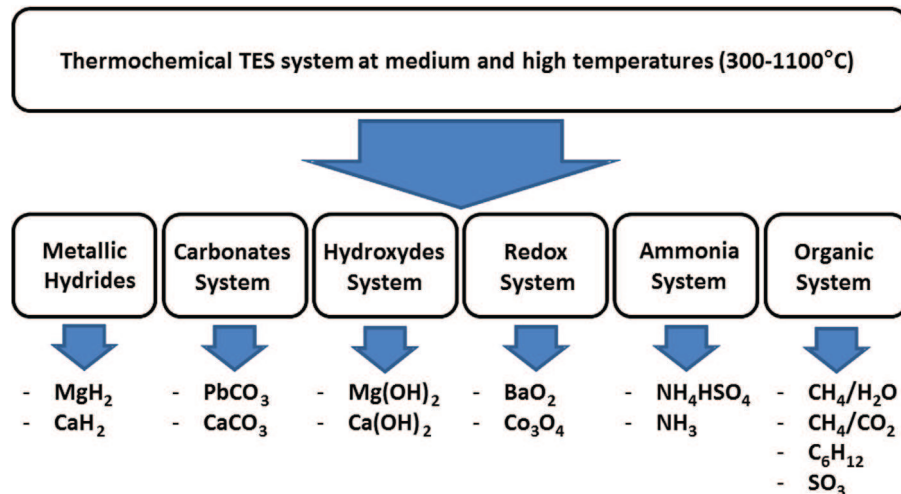 Thermochemical TES system at medium and high temperatures (300-1100°C)
Metallic
Hydrides
Carbonates
System
Hydroxydes
System
Redox
System
Ammonia
System
Organic
System
- MgH₂
- CaH₂
- PbCO₃
- CaCO₃
- Mg(OH)₂
- Ca(OH)₂
- BaO₂
- Co₃O₄
- NH₄HSO₄
- NH₃
- CH₄/H₂O
- CH₄/CO₂
- C₆H₁₂
- SO₃